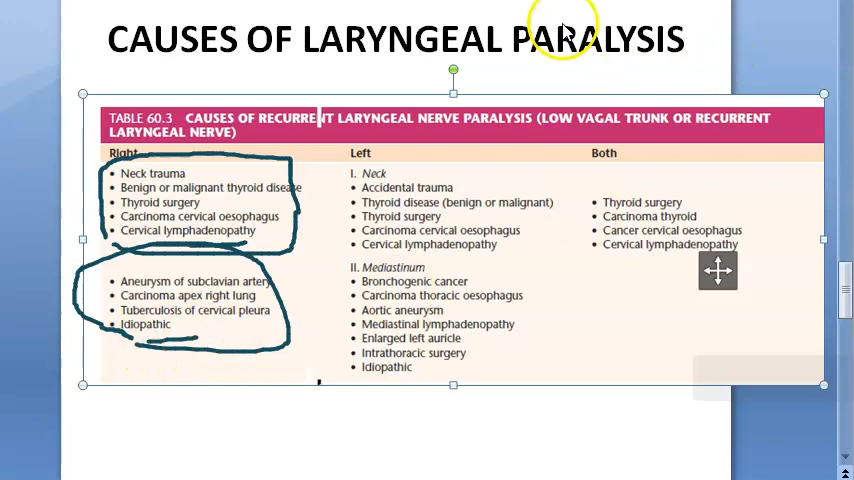 CAUSES OF LARYNGEAL PARALYSIS
TABLE 60.3 CAUSES OF RECURRENT LARYNGEAL NERVE PARALYSIS (LOW VAGAL TRUNK OR RECURRENT
LARYNGEAL NERVE)
Right
• Neck trauma
• Benign or malignant thyroid disease
• Thyroid surgery
• Carcinoma cervical oesophagus
• Cervical lymphadenopathy
• Aneurysm of subclavian artery
• Carcinoma apex right lung
• Tuberculosis of cervical pleura
• Idiopathic
Left
I. Neck
• Accidental trauma
• Thyroid disease (benign or malignant)
• Thyroid surgery
• Carcinoma cervical oesophagus
• Cervical lymphadenopathy
II. Mediastinum
• Bronchogenic cancer
• Carcinoma thoracic oesophagus
• Aortic aneurysm
• Mediastinal lymphadenopathy
• Enlarged left auricle
• Intrathoracic surgery
• Idiopathic
Both
• Thyroid surgery
• Carcinoma thyroid
• Cancer cervical oesophagus
• Cervical lymphadenopathy